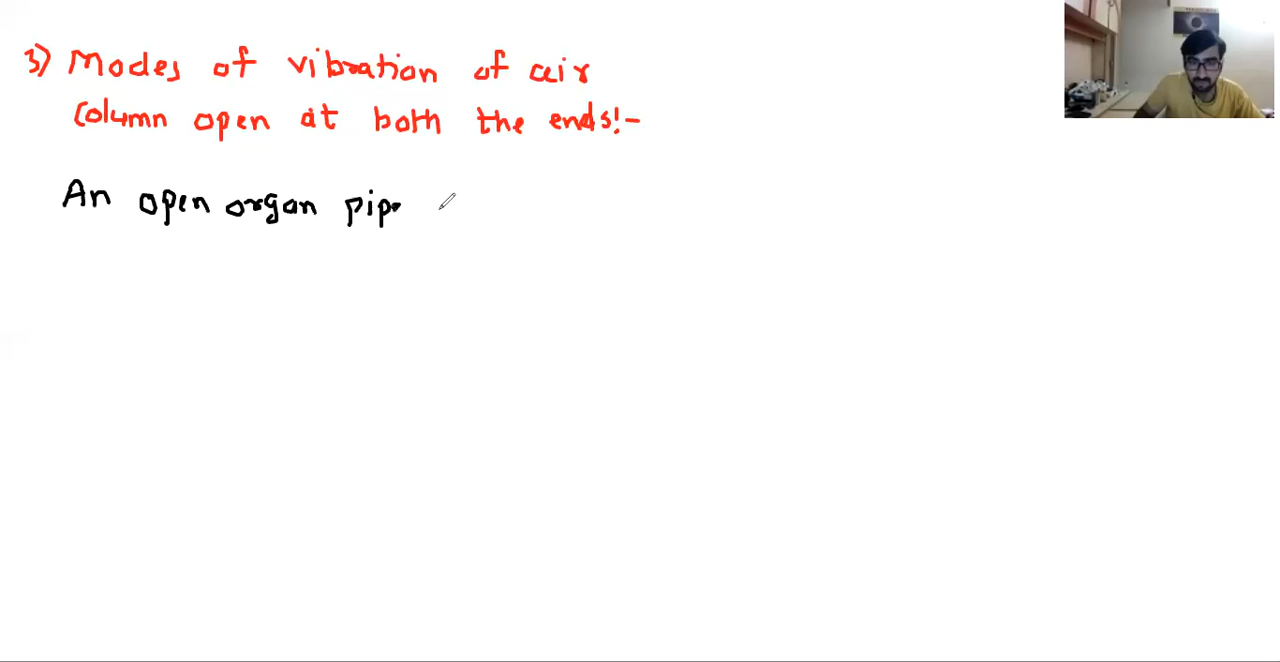 3) Modes of vibration of air
column open at both the ends:-
An open organ pipe